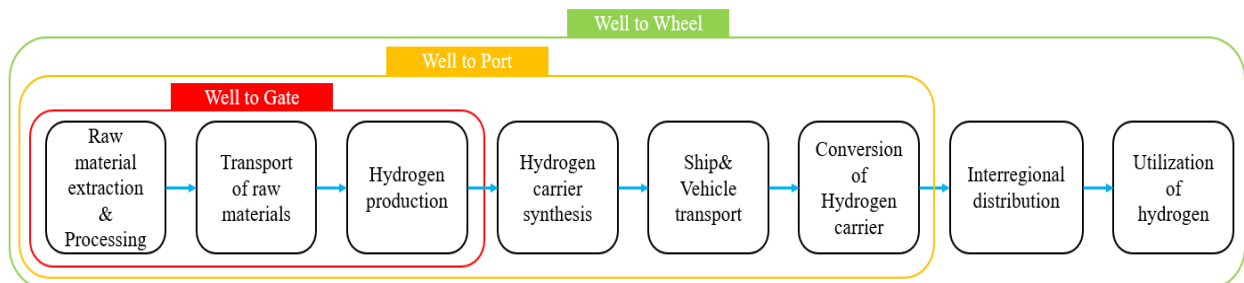 Well to Wheel
Well to Port
Well to Gate
Raw
material
extraction
&
Processing
Transport
of raw
materials
Hydrogen
production
Hydrogen
carrier
synthesis
Ship&
Vehicle
transport
Conversion
of
Hydrogen
carrier
Interregional
distribution
Utilization
of
hydrogen